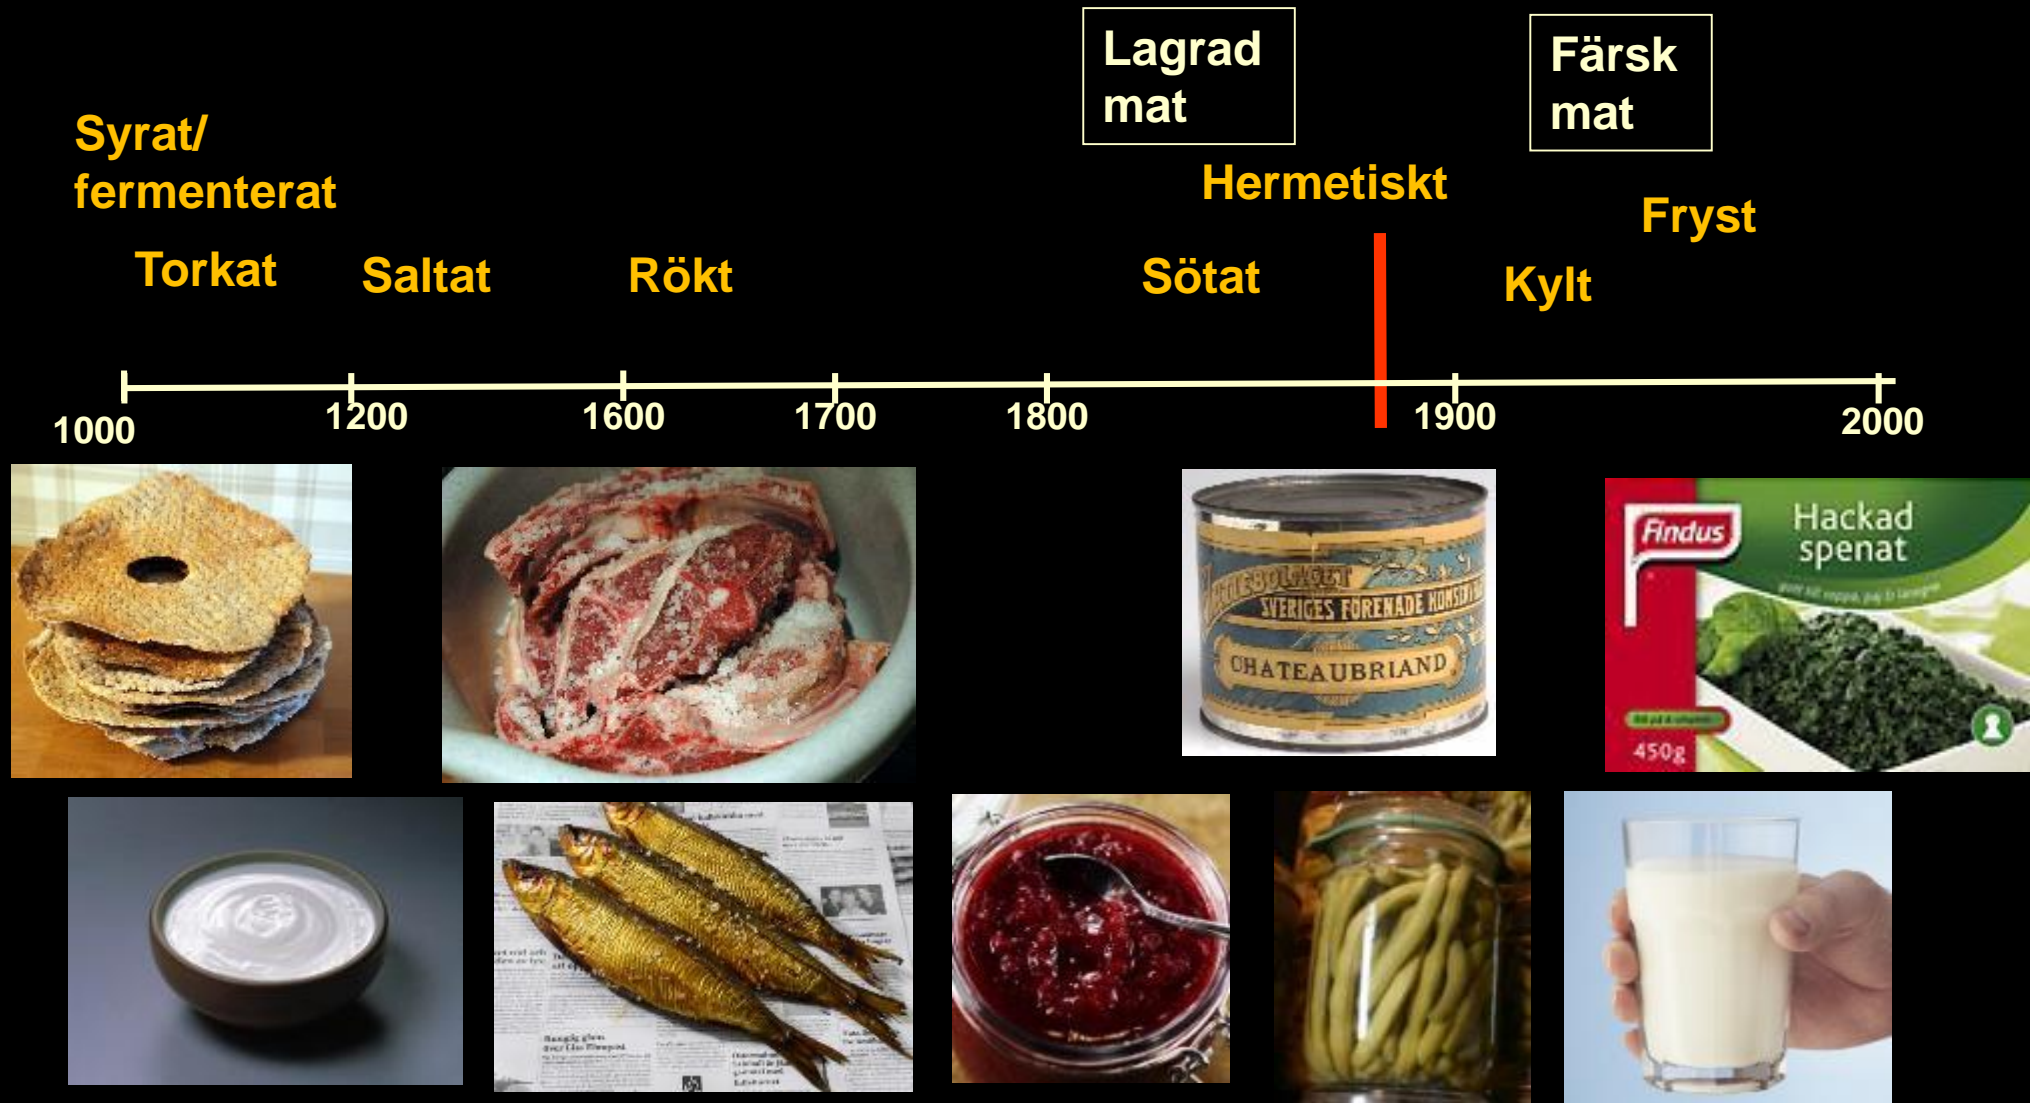 Lagrad
mat
Färsk
mat
Syrat/
fermenterat
Hermetiskt
Fryst
Torkat
Saltat
Rökt
Sötat
Kylt
1000
1200
1600
1700
1800
1900
2000
SVERIGES FÖRENADE
CHATEAUBRIAND
Findus
Hackad
spenat
450g